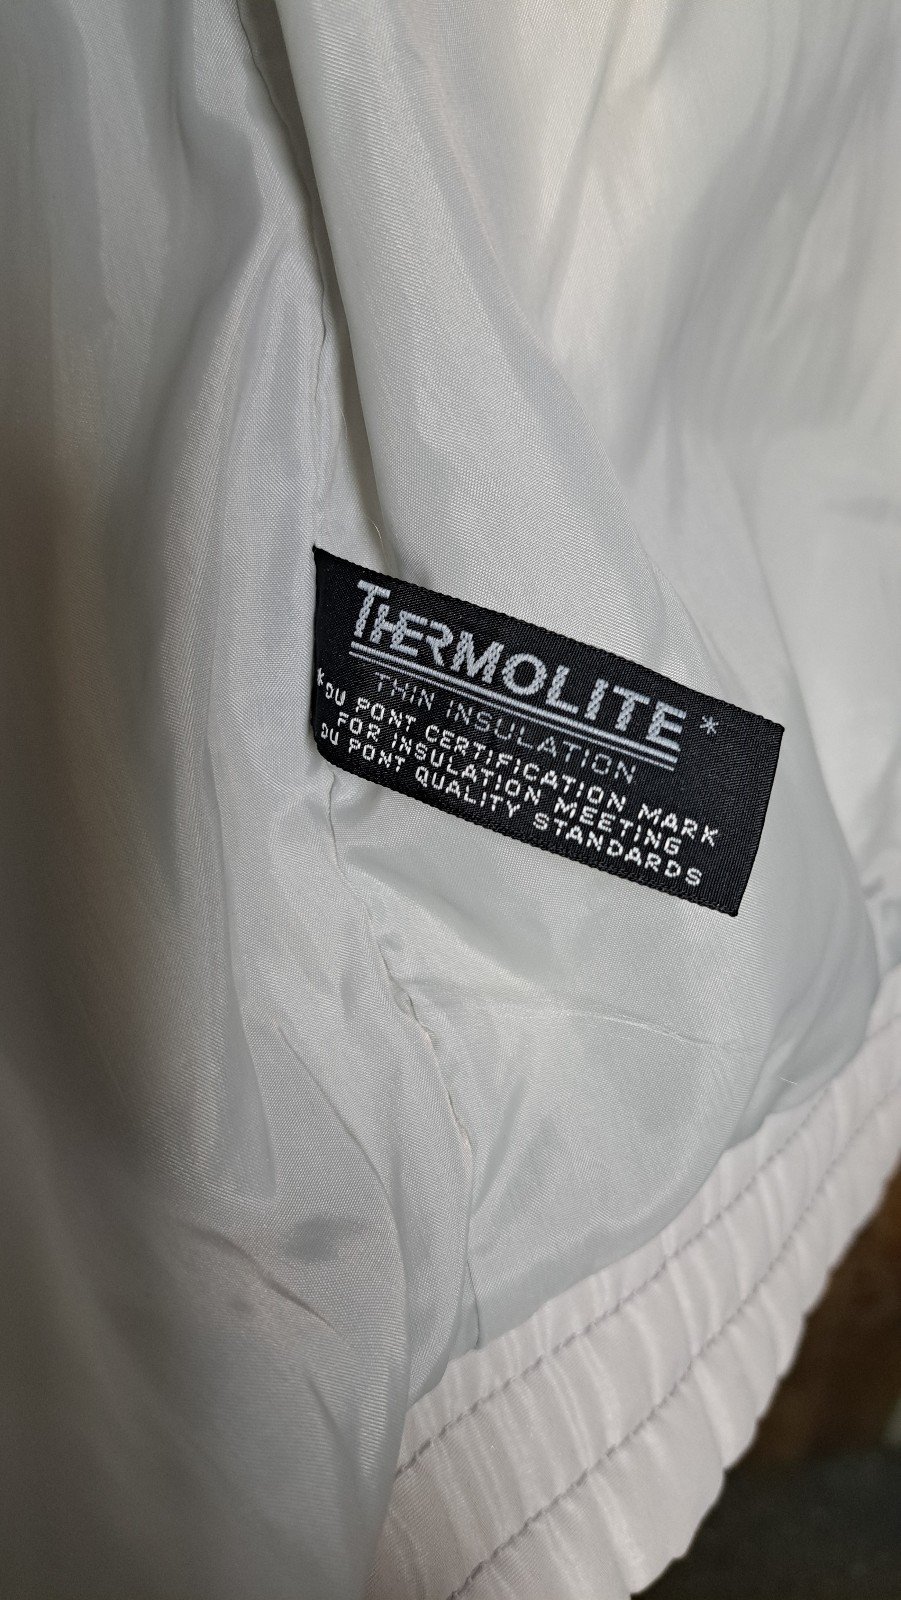 THERMOLITE*
THIN INSULATION
*DU PONT CERTIFICATION MARK
FOR INSULATION MEETING
DU PONT QUALITY STANDARDS